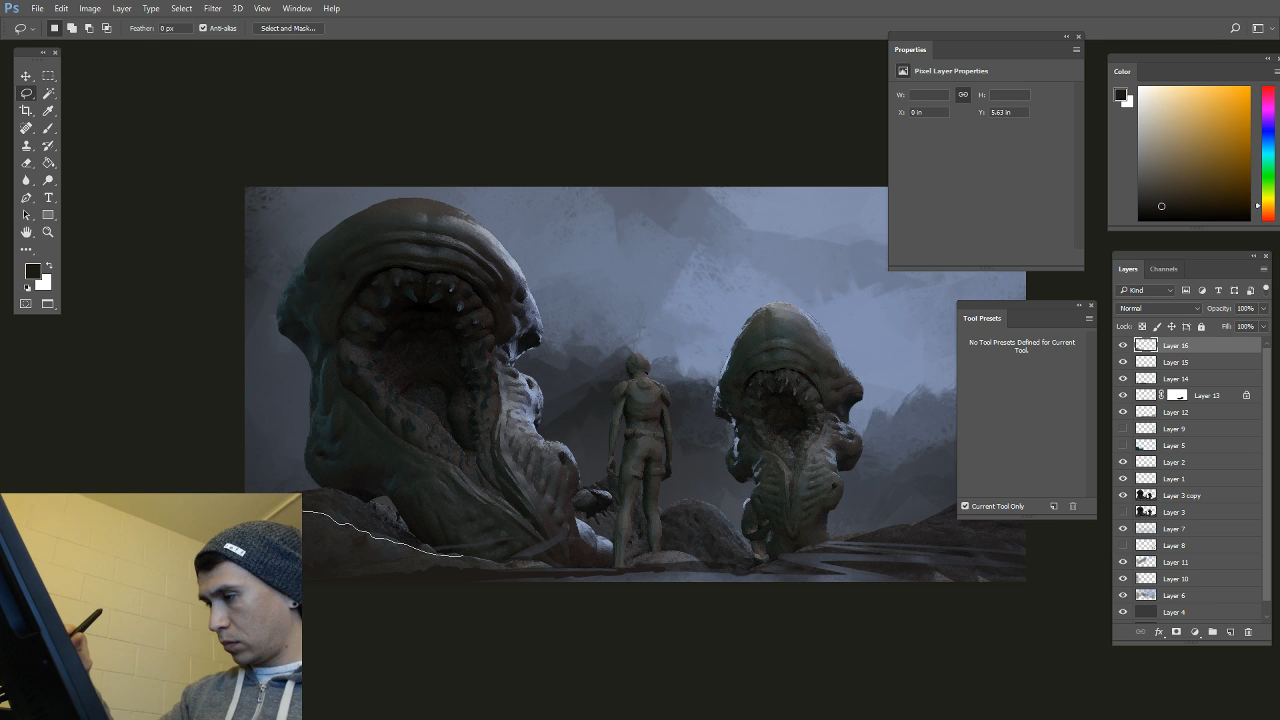 Ps File Edit Image Layer Type Select Filter 3D View Window Help
Feather: 0 px Anti-alias Select and Mask...
Properties
Pixel Layer Properties
W: H:
X: 0 in Y: 5.63 in
Color
Tool Presets
No Tool Presets Defined for Current
Tool.
Current Tool Only
Layers Channels
Kind
Normal Opacity: 100%
Lock: Fill: 100%
Layer 16
Layer 15
Layer 14
Layer 13
Layer 12
Layer 9
Layer 5
Layer 2
Layer 1
Layer 3 copy
Layer 3
Layer 7
Layer 8
Layer 11
Layer 10
Layer 6
Layer 4
fx